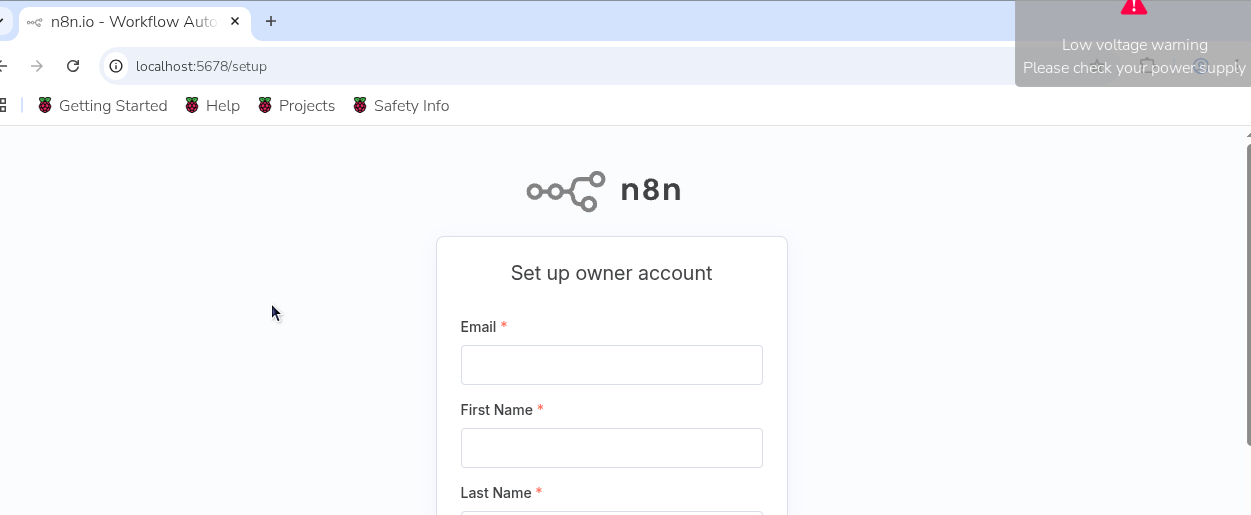 n8n.io - Workflow Auto
Low voltage warning
Please check your power supply
localhost:5678/setup
Getting Started
Help
Projects
Safety Info
n8n
Set up owner account
Email *
First Name *
Last Name *